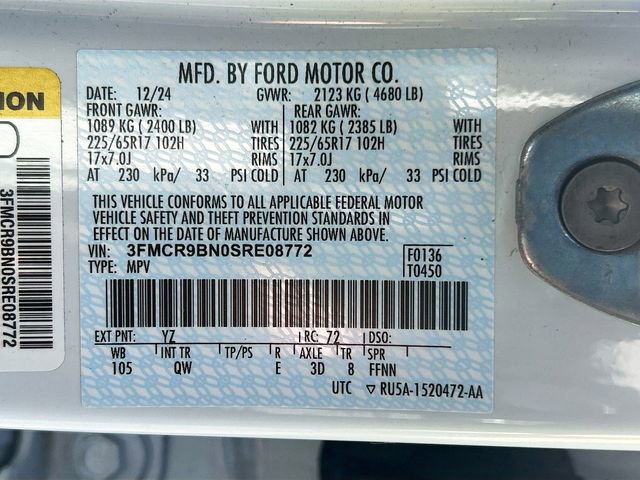 MFD. BY FORD MOTOR CO.
DATE: 12/24 GVWR: 2123 KG ( 4680 LB)
FRONT GAWR: REAR GAWR:
1089 KG ( 2400 LB) WITH 1082 KG ( 2385 LB) WITH
225/65R17 102H TIRES 225/65R17 102H TIRES
17x7.0J RIMS 17x7.0J RIMS
AT 230 kPa/ 33 PSI COLD AT 230 kPa/ 33 PSI COLD
THIS VEHICLE CONFORMS TO ALL APPLICABLE FEDERAL MOTOR
VEHICLE SAFETY AND THEFT PREVENTION STANDARDS IN
EFFECT ON THE DATE OF MANUFACTURE SHOWN ABOVE.
VIN: 3FMCR9BN0SRE08772 F0136
TYPE: MPV T0450
EXT PNT: YZ RC: 72 DSO:
WB INT TR TP/PS R AXLE TR SPR
105 QW E 3D 8 FFNN
UTC RU5A-1520472-AA
ION
3FMCR9BN0SRE08772